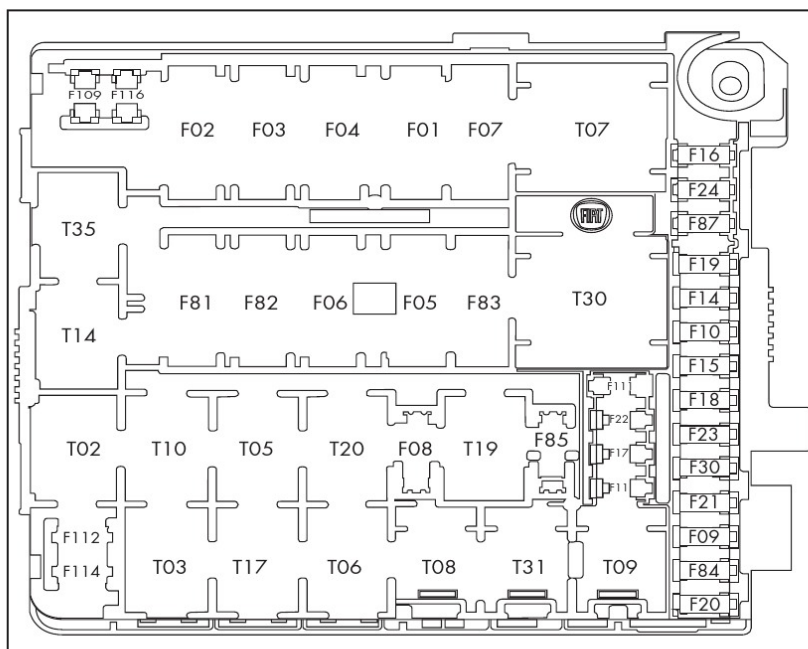 F109 F116
F02 F03 F04 F01 F07 T07
F16
F24
F87
T35
FIAT
F19
F81 F82 F06 F05 F83 T30
F14
T14
F10
F15
F11
F18
F22
T02 T10 T05 T20 F08 T19 F85
F23
F17
F30
F11
F21
F112
F09
F114
T03 T17 T06 T08 T31 T09
F84
F20